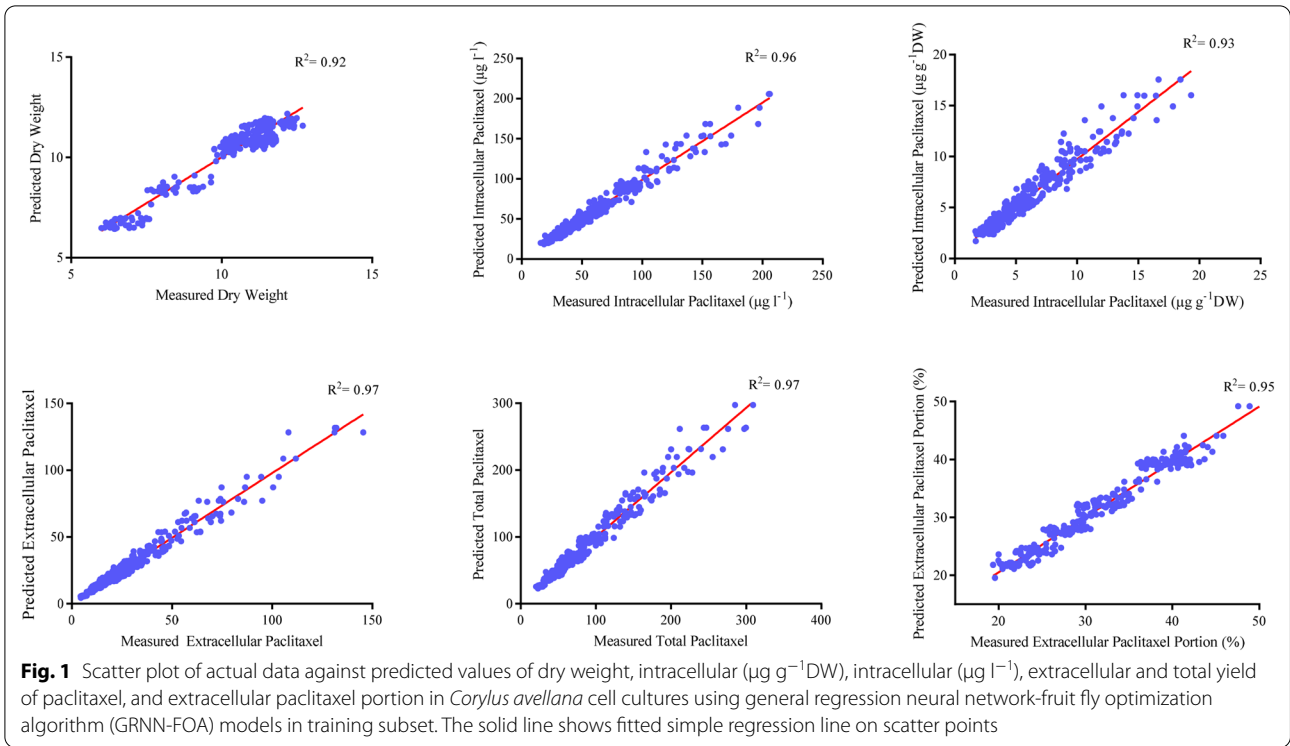 R²= 0.92
Predicted Dry Weight
15
10
5
5 10 15
Measured Dry Weight
R²= 0.96
Predicted Intracellular Paclitaxel (µg l⁻¹)
250
200
150
100
50
0
0 50 100 150 200 250
Measured Intracellular Paclitaxel (µg l⁻¹)
R²= 0.93
Predicted Intracellular Paclitaxel (µg g⁻¹DW)
20
15
10
5
0
0 5 10 15 20 25
Measured Intracellular Paclitaxel (µg g⁻¹DW)
R²= 0.97
Predicted Extracellular Paclitaxel
150
100
50
0
0 50 100 150
Measured Extracellular Paclitaxel
R²= 0.97
Predicted Total Paclitaxel
300
200
100
0
0 100 200 300 400
Measured Total Paclitaxel
R²= 0.95
Predicted Extracellular Paclitaxel Portion (%)
50
40
30
20
20 30 40 50
Measured Extracellular Paclitaxel Portion (%)
Fig. 1 Scatter plot of actual data against predicted values of dry weight, intracellular (µg g⁻¹DW), intracellular (µg l⁻¹), extracellular and total yield
of paclitaxel, and extracellular paclitaxel portion in Corylus avellana cell cultures using general regression neural network-fruit fly optimization
algorithm (GRNN-FOA) models in training subset. The solid line shows fitted simple regression line on scatter points